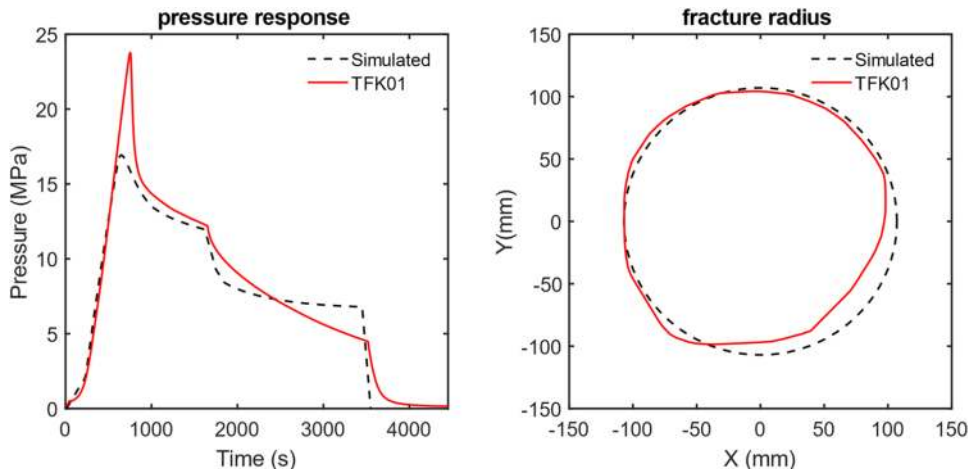 pressure response
25
20
15
10
5
0
Pressure (MPa)
Simulated
TFK01
0 1000 2000 3000 4000
Time (s)
fracture radius
150
100
50
0
-50
-100
-150
Y(mm)
Simulated
TFK01
-150 -100 -50 0 50 100 150
X (mm)